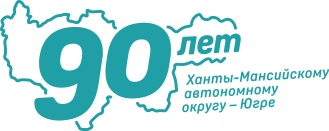 90 лет
Ханты-Мансийскому
автономному
округу – Югре